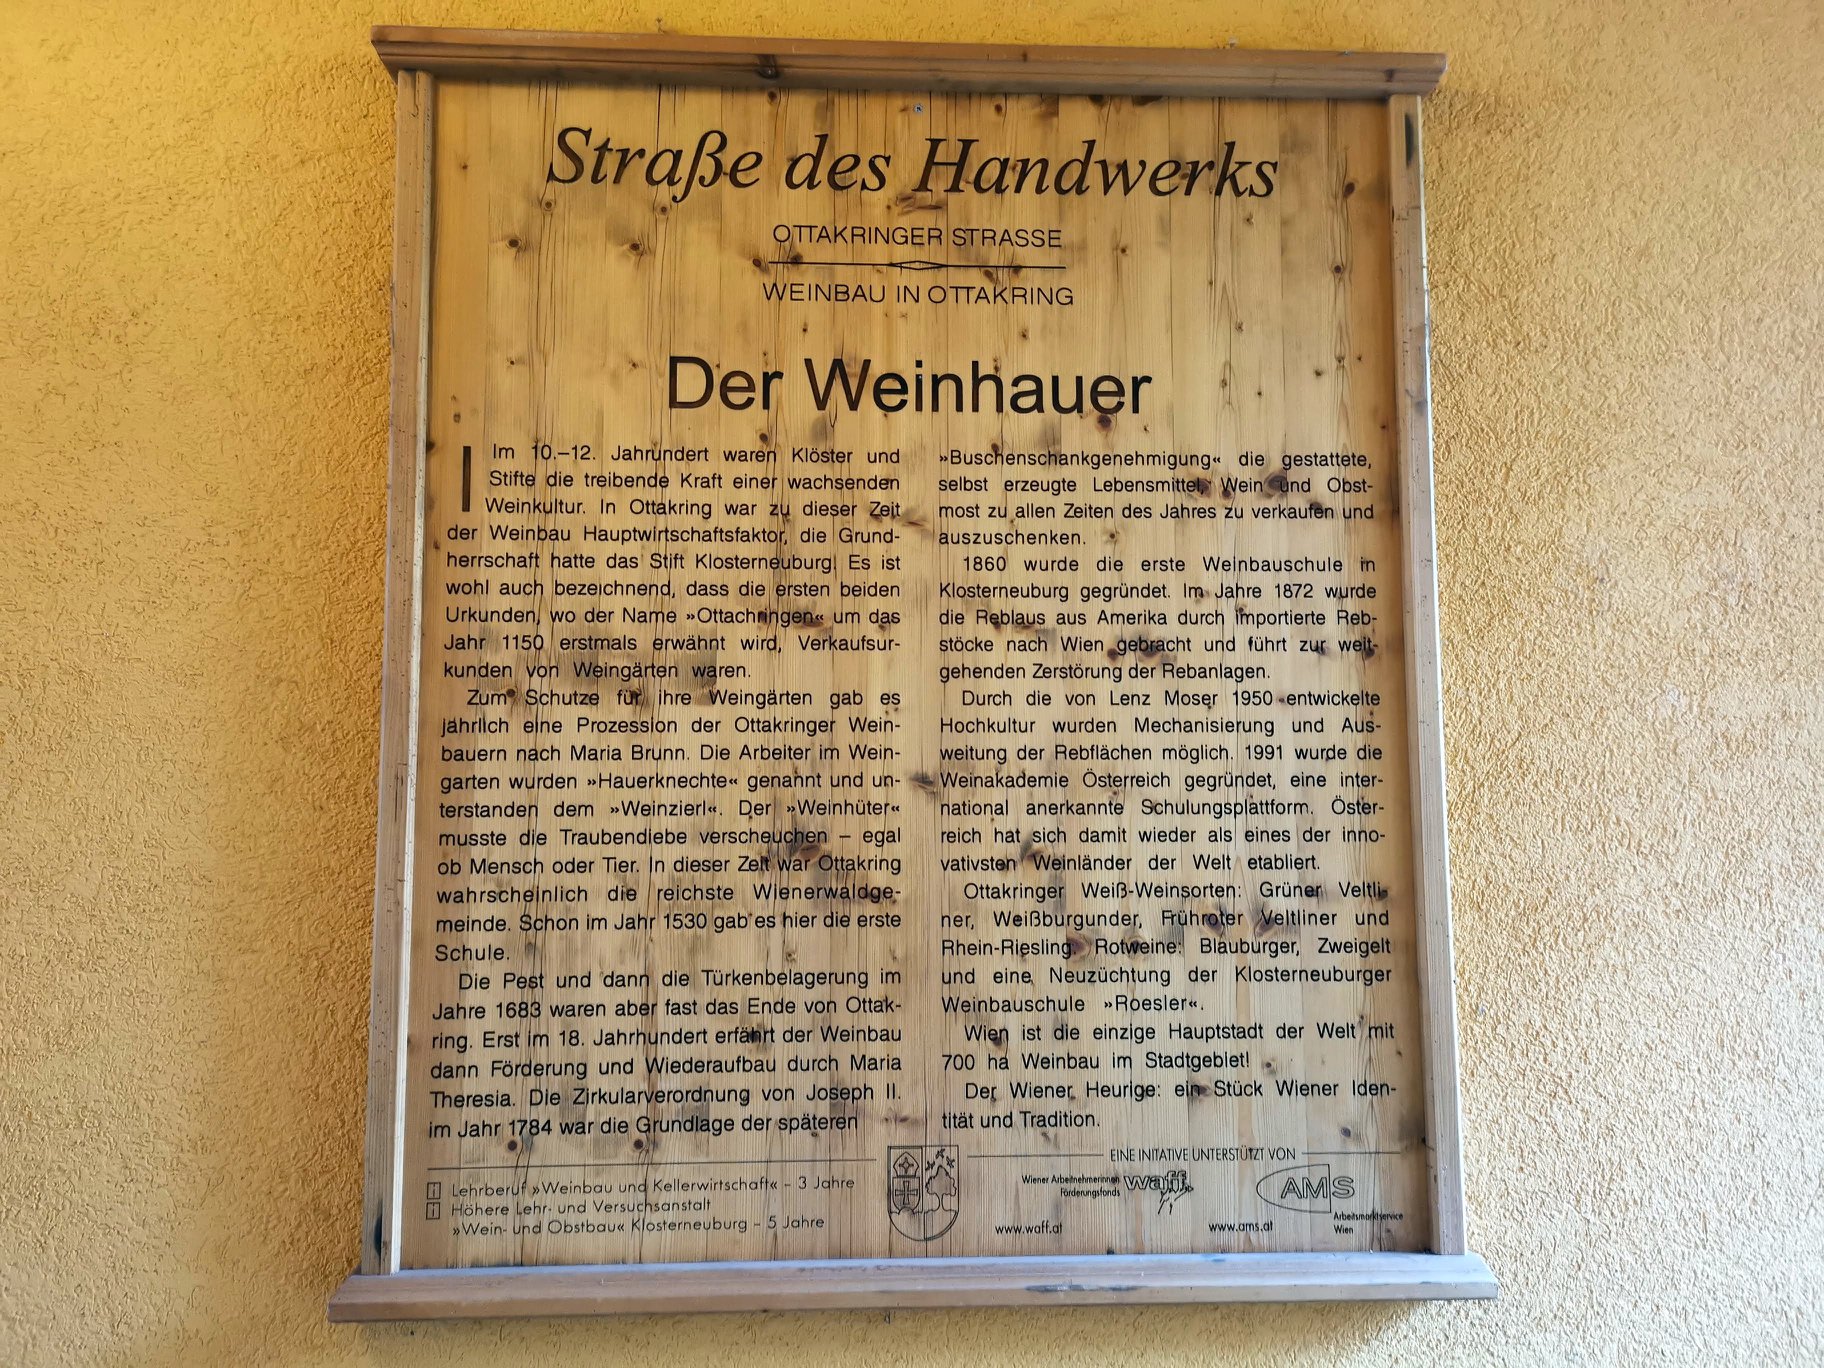 Straße des Handwerks
OTTAKRINGER STRASSE
WEINBAU IN OTTAKRING
Der Weinhauer
Im 10.–12. Jahrundert waren Klöster und
Stifte die treibende Kraft einer wachsenden
Weinkultur. In Ottakring war zu dieser Zeit
der Weinbau Hauptwirtschaftsfaktor, die Grund-
herrschaft hatte das Stift Klosterneuburg. Es ist
wohl auch bezeichnend, dass die ersten beiden
Urkunden, wo der Name »Ottachringen« um das
Jahr 1150 erstmals erwähnt wird, Verkaufsur-
kunden von Weingärten waren.
Zum Schutze für ihre Weingärten gab es
jährlich eine Prozession der Ottakringer Wein-
bauern nach Maria Brunn. Die Arbeiter im Wein-
garten wurden »Hauerknechte« genannt und un-
terstanden dem »Weinzierl«. Der »Weinhüter«
musste die Traubendiebe verscheuchen – egal
ob Mensch oder Tier. In dieser Zeit war Ottakring
wahrscheinlich die reichste Wienerwaldge-
meinde. Schon im Jahr 1530 gab es hier die erste
Schule.
Die Pest und dann die Türkenbelagerung im
Jahre 1683 waren aber fast das Ende von Ottak-
ring. Erst im 18. Jahrhundert erfährt der Weinbau
dann Förderung und Wiederaufbau durch Maria
Theresia. Die Zirkularverordnung von Joseph II.
im Jahr 1784 war die Grundlage der späteren
»Buschenschankgenehmigung« die gestattete,
selbst erzeugte Lebensmittel, Wein und Obst-
most zu allen Zeiten des Jahres zu verkaufen und
auszuschenken.
1860 wurde die erste Weinbauschule in
Klosterneuburg gegründet. Im Jahre 1872 wurde
die Reblaus aus Amerika durch importierte Reb-
stöcke nach Wien gebracht und führt zur weit-
gehenden Zerstörung der Rebanlagen.
Durch die von Lenz Moser 1950 entwickelte
Hochkultur wurden Mechanisierung und Aus-
weitung der Rebflächen möglich. 1991 wurde die
Weinakademie Österreich gegründet, eine inter-
national anerkannte Schulungsplattform. Öster-
reich hat sich damit wieder als eines der inno-
vativsten Weinländer der Welt etabliert.
Ottakringer Weiß-Weinsorten: Grüner Veltli-
ner, Weißburgunder, Frühroter Veltliner und
Rhein-Riesling. Rotweine: Blauburger, Zweigelt
und eine Neuzüchtung der Klosterneuburger
Weinbauschule »Roesler«.
Wien ist die einzige Hauptstadt der Welt mit
700 ha Weinbau im Stadtgebiet!
Der Wiener Heurige: ein Stück Wiener Iden-
tität und Tradition.
Lehrberuf »Weinbau und Kellerwirtschaft« – 3 Jahre
Höhere Lehr- und Versuchsanstalt
»Wein- und Obstbau« Klosterneuburg – 5 Jahre
EINE INITATIVE UNTERSTÜTZT VON
Wiener ArbeitnehmerInnen
Förderungsfonds
waff
www.waff.at
AMS
Arbeitsmarktservice
Wien
www.ams.at